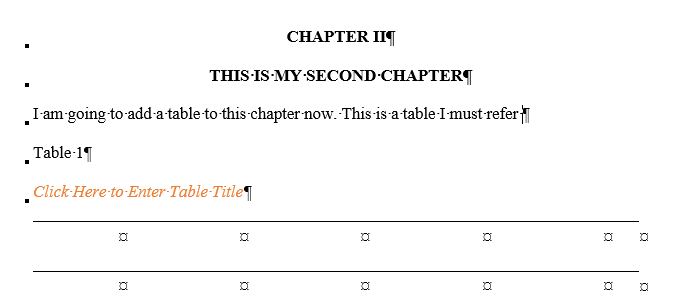 CHAPTER II¶
THIS·IS·MY·SECOND·CHAPTER¶
I·am·going·to·add·a·table·to·this·chapter·now.·This·is·a·table·I·must·refer·¶
Table·1¶
Click·Here·to·Enter·Table·Title¶
¤ ¤ ¤ ¤ ¤ ¤
¤ ¤ ¤ ¤ ¤ ¤